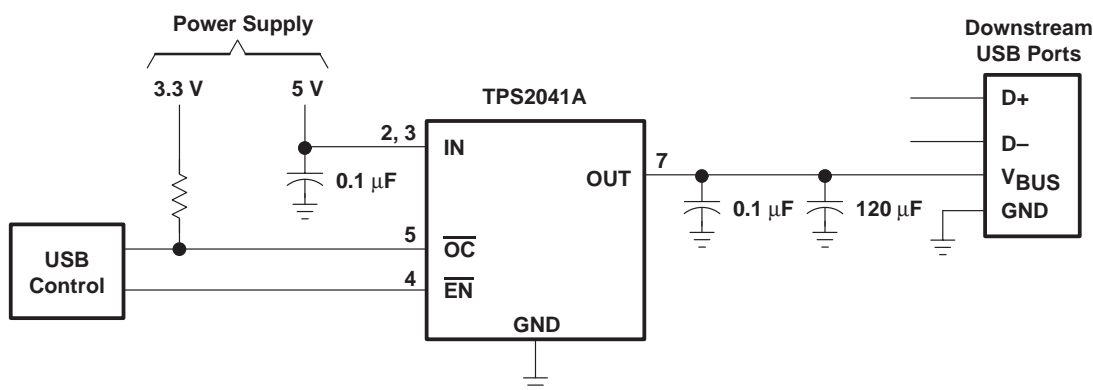 Power Supply
3.3 V
5 V
Downstream
USB Ports
TPS2041A
D+
D–
VBUS
GND
2, 3
IN
0.1 μF
7
OUT
0.1 μF
120 μF
USB
Control
5
OC
4
EN
GND